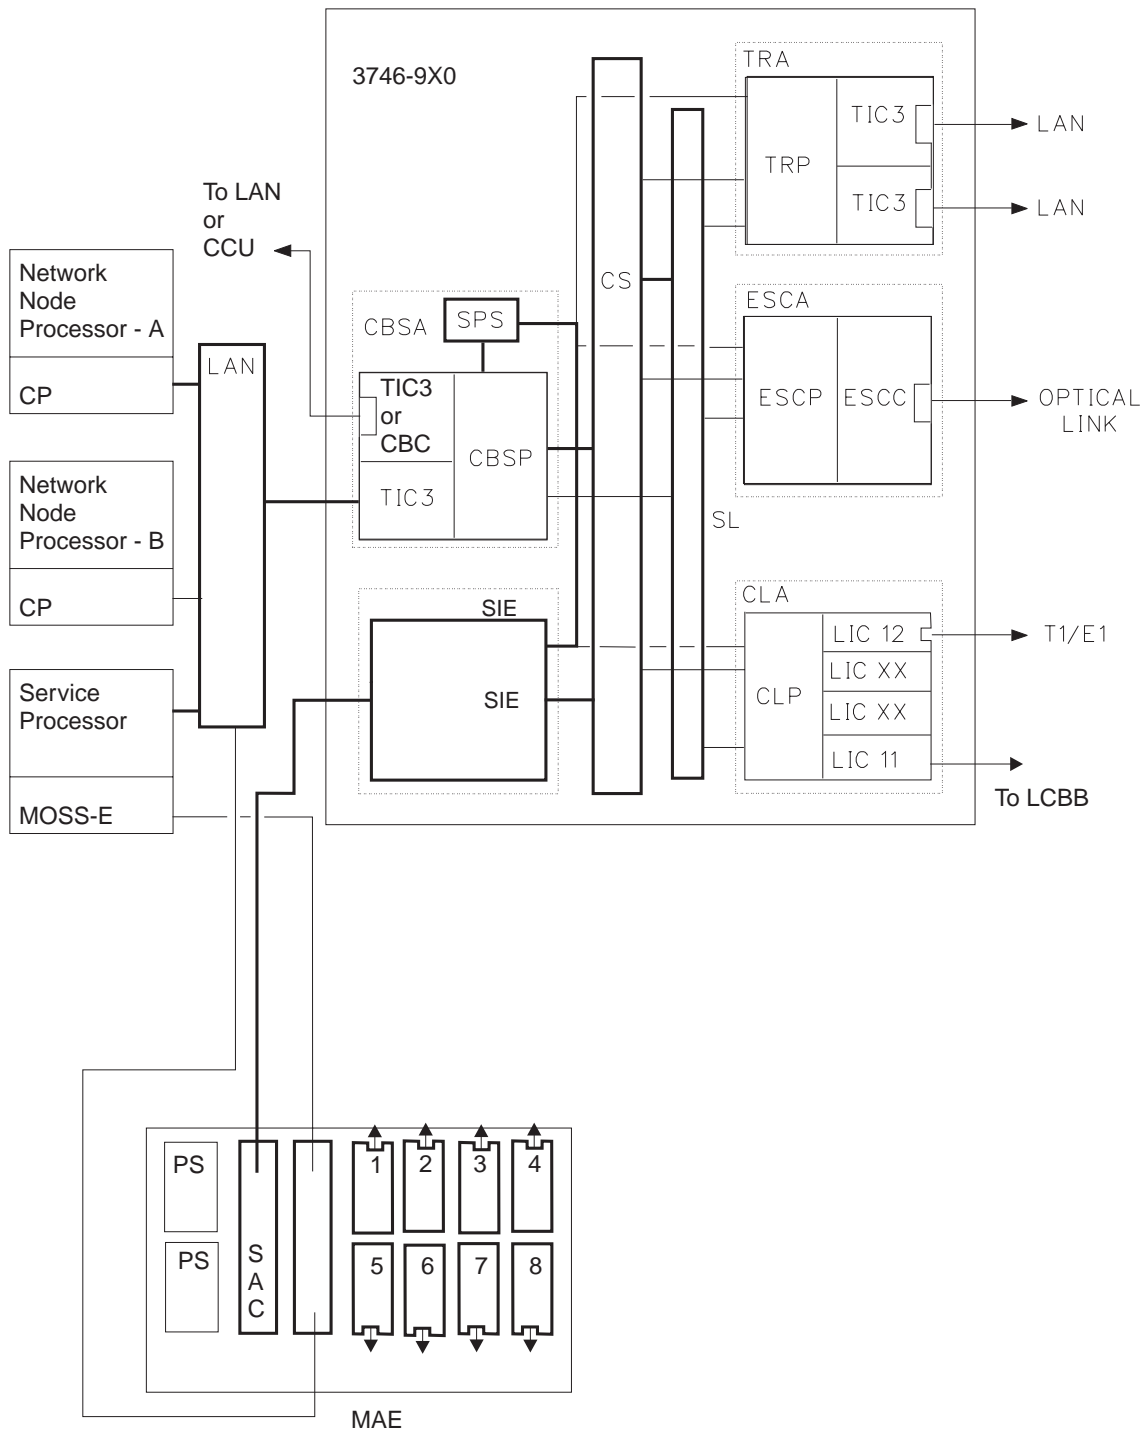 3746-9X0
TRA
TRP
TIC3
TIC3
LAN
LAN
To LAN
or
CCU
Network
Node
Processor - A
CP
LAN
CBSA
SPS
TIC3
or
CBC
TIC3
CBSP
CS
SL
ESCA
ESCP
ESCC
OPTICAL
LINK
Network
Node
Processor - B
CP
SIE
SIE
CLA
CLP
LIC 12
LIC XX
LIC XX
LIC 11
T1/E1
To LCBB
Service
Processor
MOSS-E
PS
PS
S
A
C
1
2
3
4
5
6
7
8
MAE